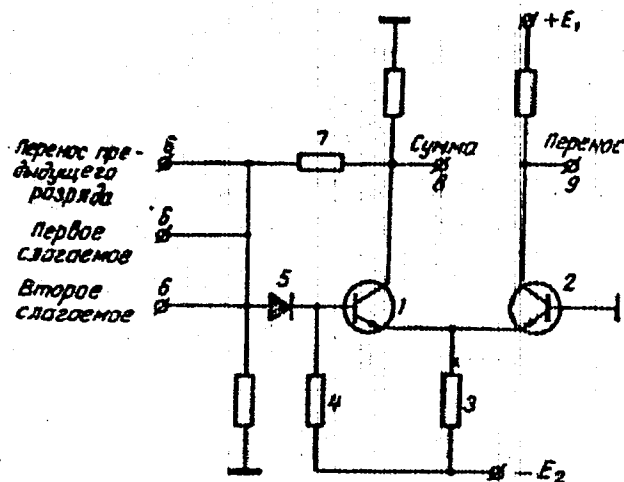 +E₁
Перенос пре-
дыдущего
разряда
6
7
Сумма
8
Перенос
9
Первое
слагаемое
6
Второе
слагаемое
6
5
1
2
4
3
-E₂